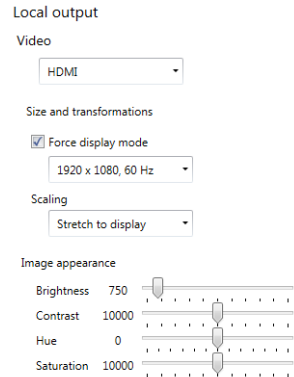 Local output
Video
HDMI
Size and transformations
Force display mode
1920 x 1080, 60 Hz
Scaling
Stretch to display
Image appearance
Brightness 750
Contrast 10000
Hue 0
Saturation 10000